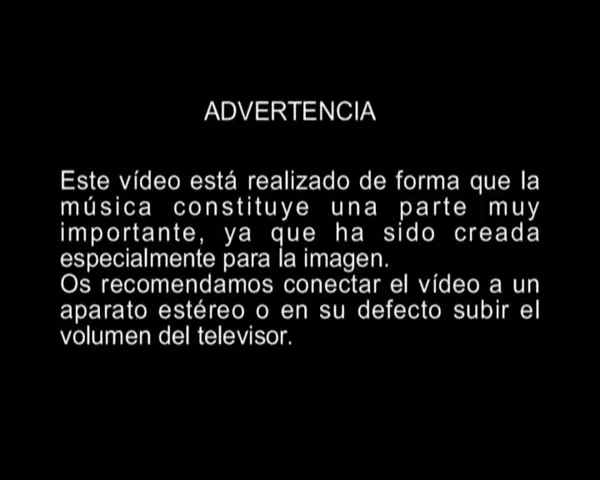 ADVERTENCIA
Este vídeo está realizado de forma que la
música constituye una parte muy
importante, ya que ha sido creada
especialmente para la imagen.
Os recomendamos conectar el vídeo a un
aparato estéreo o en su defecto subir el
volumen del televisor.